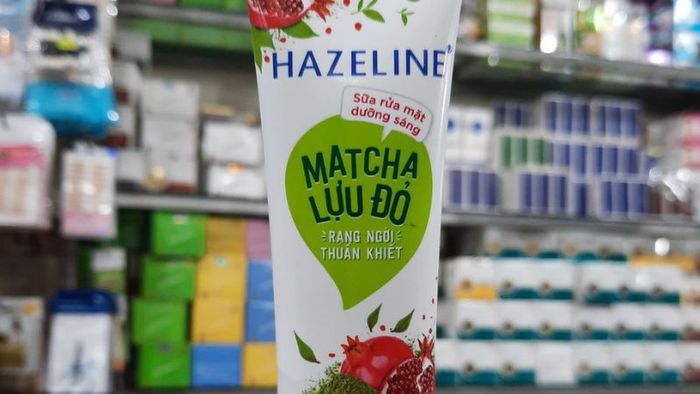 HAZELINE
Sữa rửa mặt
dưỡng sáng
MATCHA
LỰU ĐỎ
RẠNG NGỜI
THUẦN KHIẾT